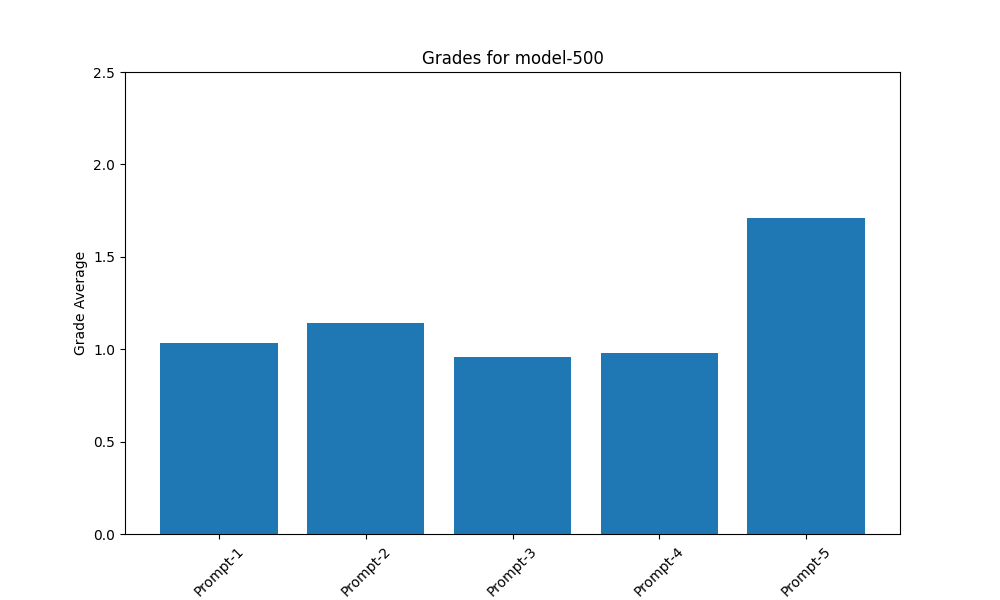 Grades for model-500
Grade Average
2.5
2.0
1.5
1.0
0.5
0.0
Prompt-1
Prompt-2
Prompt-3
Prompt-4
Prompt-5